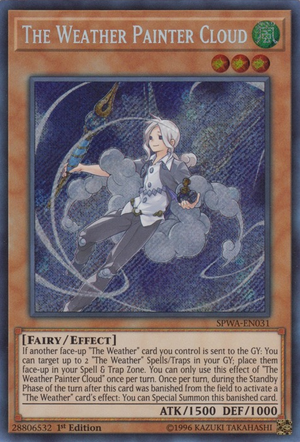 THE WEATHER PAINTER CLOUD
SPWA-EN031
[FAIRY/EFFECT]
If another face-up "The Weather" card you control is sent to the GY: You
can target up to 2 "The Weather" Spells/Traps in your GY; place them
face-up in your Spell & Trap Zone. You can only use this effect of "The
Weather Painter Cloud" once per turn. Once per turn, during the Standby
Phase of the turn after this card was banished from the field to activate a
"The Weather" card's effect: You can Special Summon this banished card.
ATK/1500 DEF/1000
28806532 1st Edition ©1996 KAZUKI TAKAHASHI